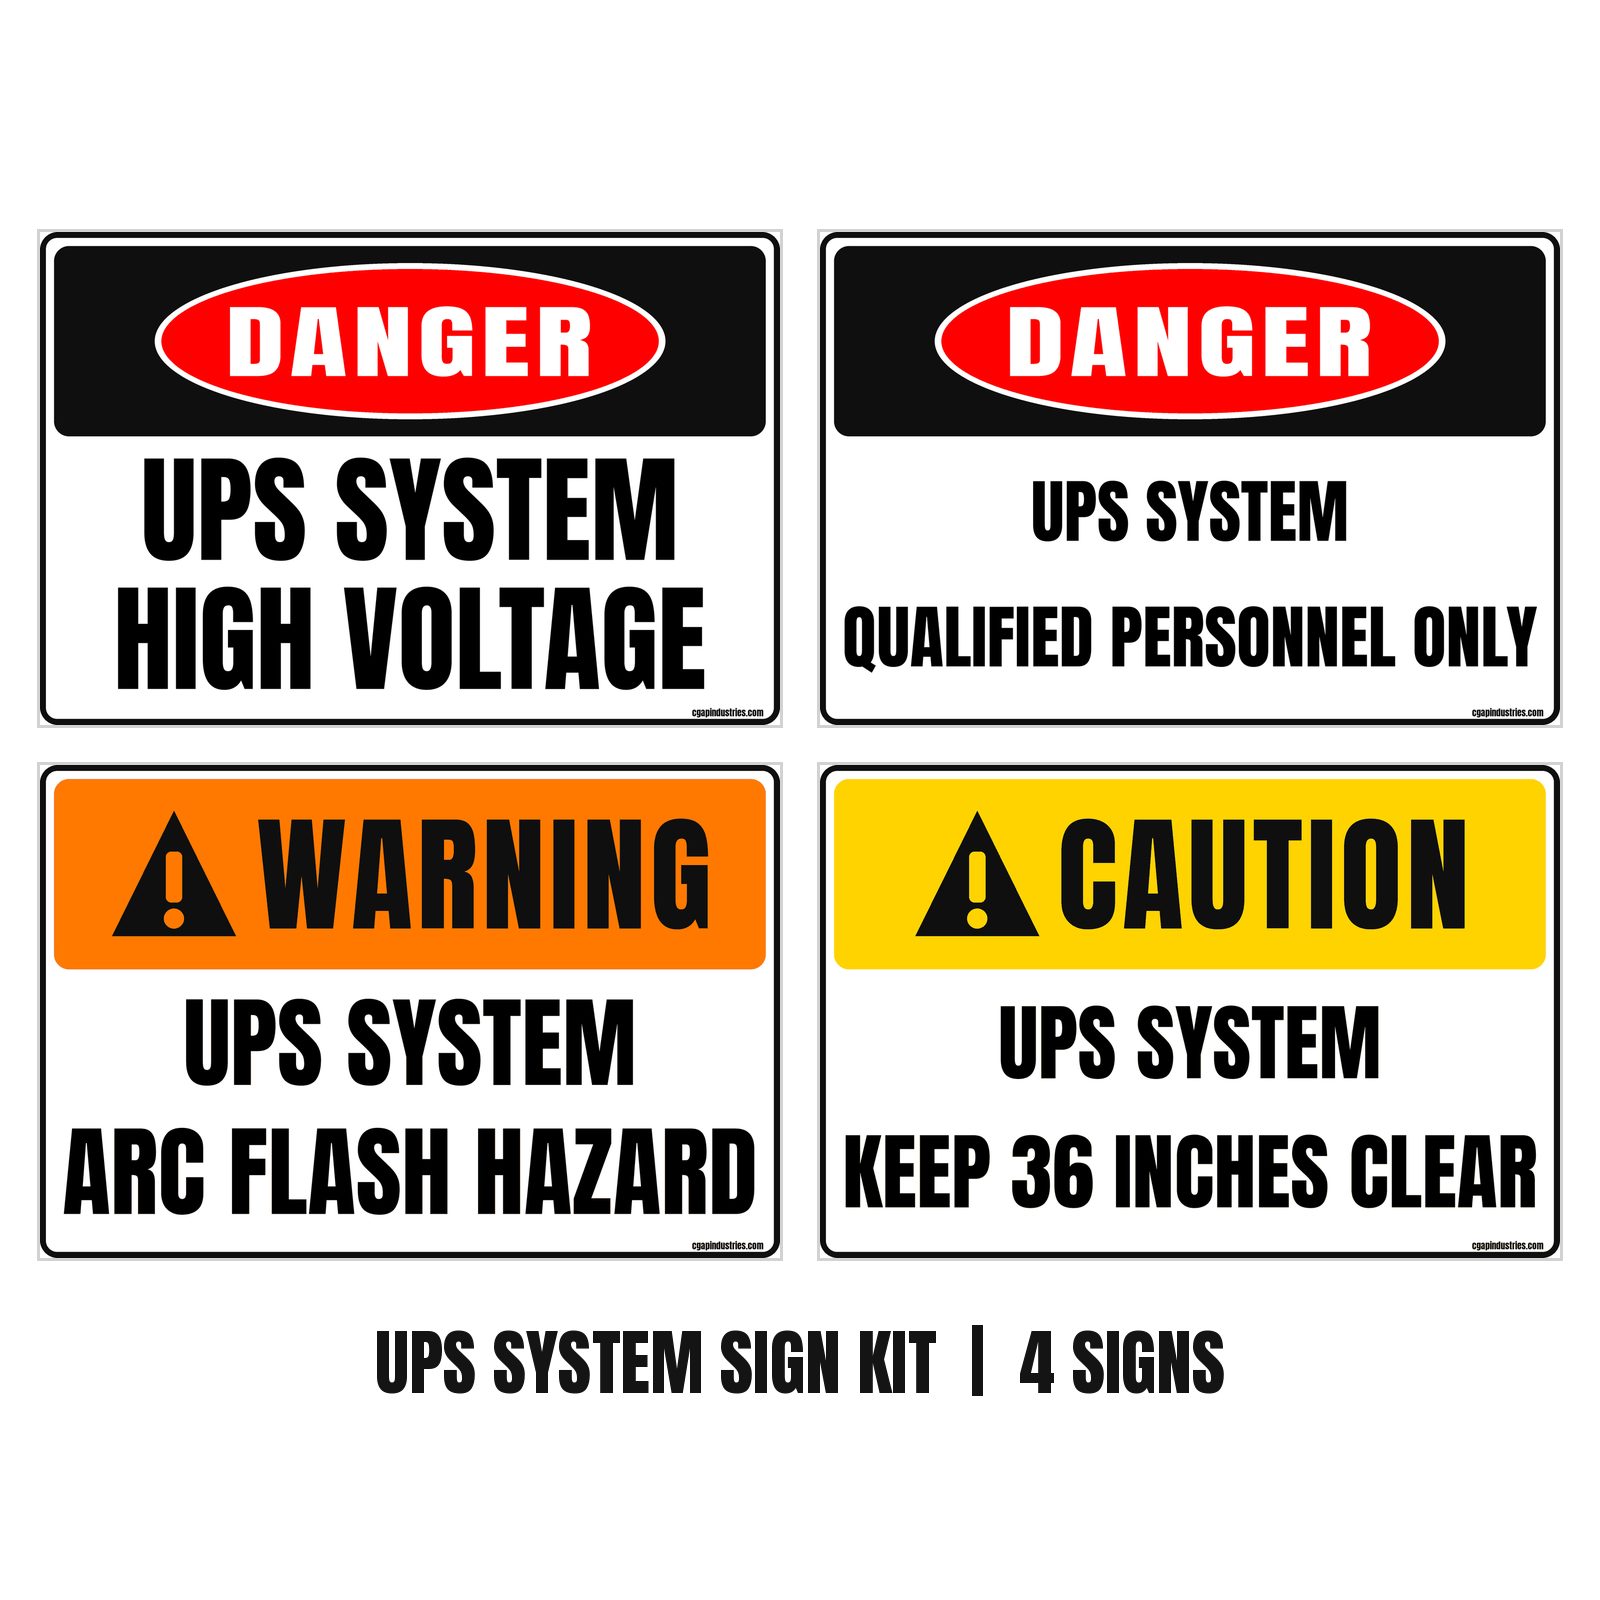 DANGER
UPS SYSTEM
HIGH VOLTAGE
cgapindustries.com
DANGER
UPS SYSTEM
QUALIFIED PERSONNEL ONLY
cgapindustries.com
WARNING
UPS SYSTEM
ARC FLASH HAZARD
cgapindustries.com
CAUTION
UPS SYSTEM
KEEP 36 INCHES CLEAR
cgapindustries.com
UPS SYSTEM SIGN KIT | 4 SIGNS